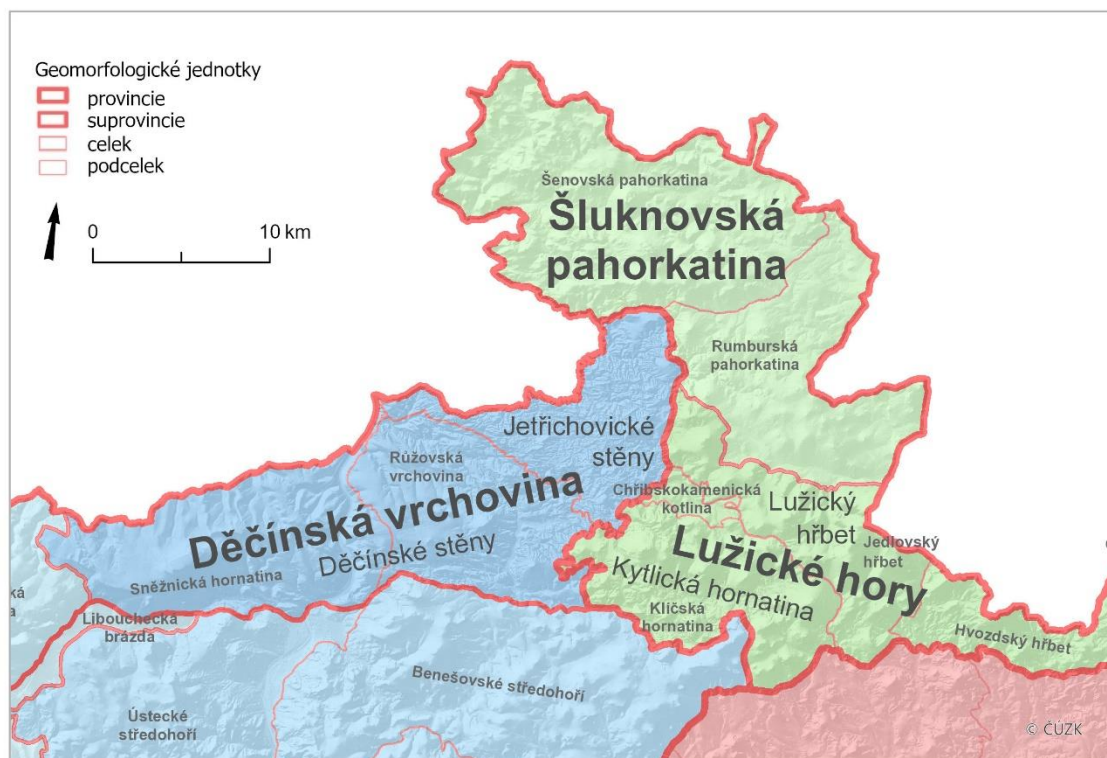 Geomorfologické jednotky
provincie
suprovincie
celek
podcelek
0
10 km
Šenovská pahorkatina
Šluknovská
pahorkatina
Rumburská
pahorkatina
Jetřichovické
stěny
Růžovská
vrchovina
Děčínská vrchovina
Děčínské stěny
Sněžnická hornatina
Chřibskokamenická
kotlina
Lužický
hřbet
Jedlovský
hřbet
Lužické hory
Kytlická hornatina
Klíčská
hornatina
Hvozdský hřbet
Libouchecká
brázda
Benešovské středohoří
Ústecké
středohoří
© ČÚZK